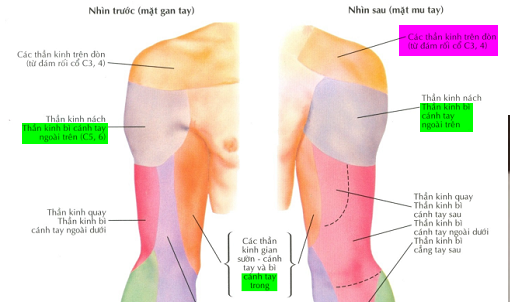 Nhìn trước (mặt gan tay)
Nhìn sau (mặt mu tay)
Các thần kinh trên đòn
(từ đám rối cổ C3, 4)
Thần kinh nách
Thần kinh bì cánh tay
ngoài trên (C5, 6)
Thần kinh quay
Thần kinh bì
cánh tay ngoài dưới
Các thần
kinh gian
sườn - cánh
tay và bì
cánh tay
trong
Các thần kinh trên đòn
(từ đám rối cổ C3, 4)
Thần kinh nách
Thần kinh bì
cánh tay
ngoài trên
Thần kinh quay
Thần kinh bì
cánh tay sau
Thần kinh bì
cánh tay ngoài dưới
Thần kinh bì
cẳng tay sau